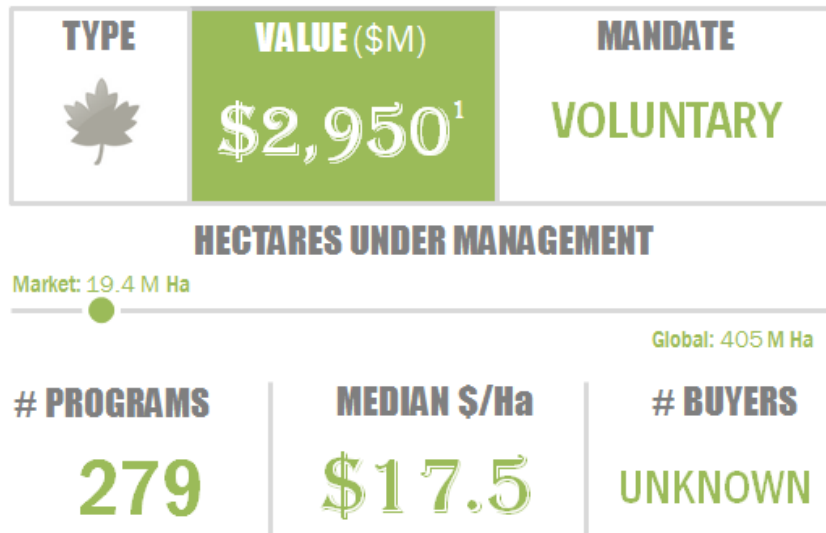 TYPE
VALUE ($M)
MANDATE
$2,950¹
VOLUNTARY
HECTARES UNDER MANAGEMENT
Market: 19.4 M Ha
Global: 405 M Ha
# PROGRAMS
MEDIAN $/Ha
# BUYERS
279
$17.5
UNKNOWN